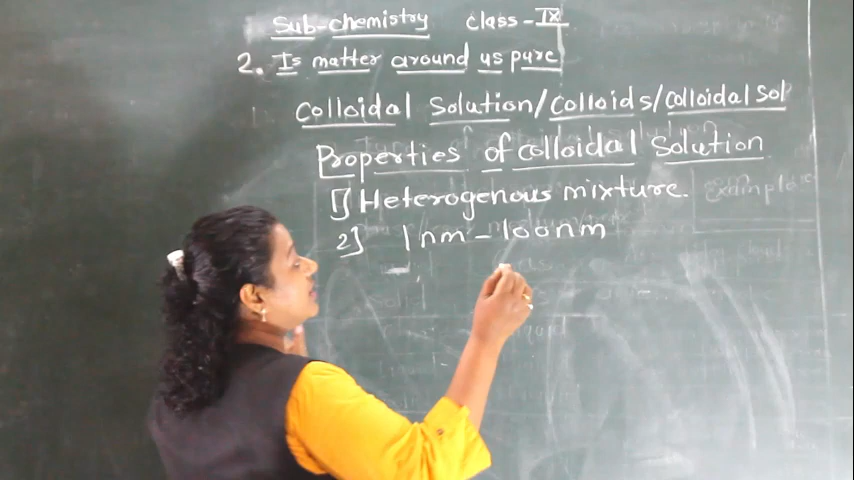 Sub-chemistry class-IX
2. Is matter around us pure
Colloidal Solution/Colloids/Colloidal Sol
Properties of colloidal Solution
1] Heterogenous mixture.
2] 1nm-100nm
Example